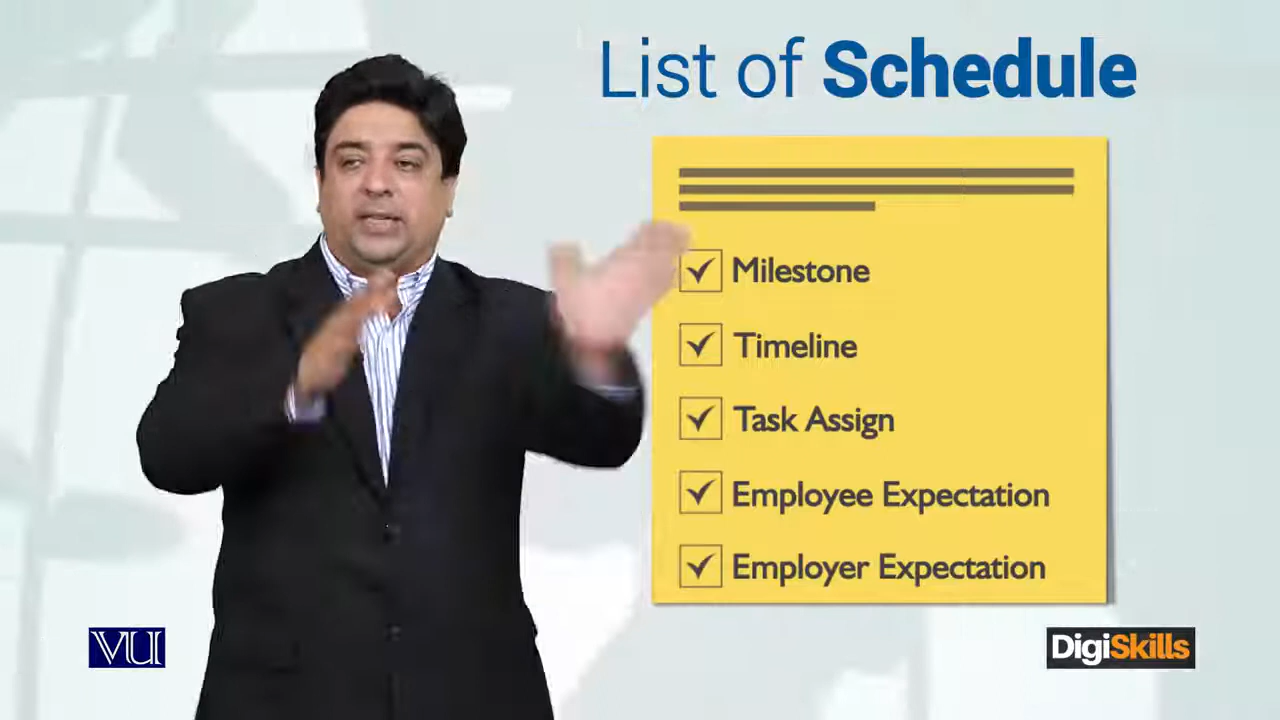 List of Schedule
Milestone
Timeline
Task Assign
Employee Expectation
Employer Expectation
VU
DigiSkills